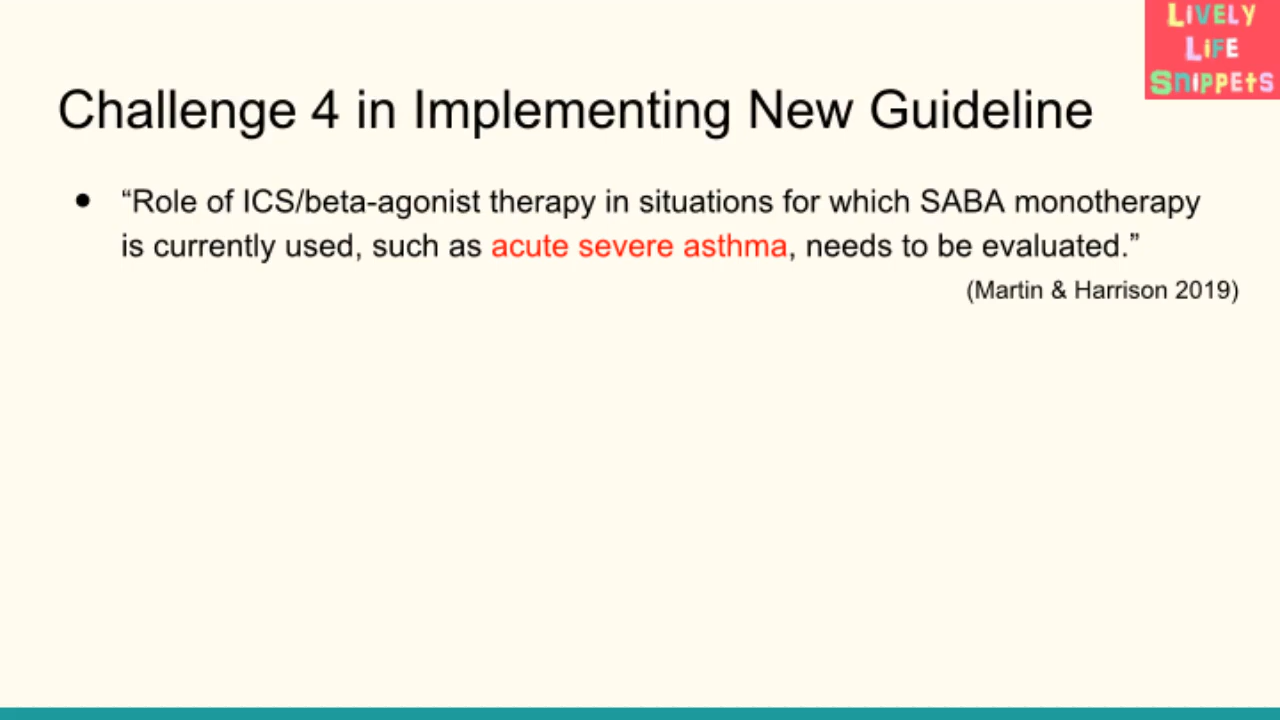 LIVELY
LIFE
SNIPPEtS
Challenge 4 in Implementing New Guideline
● “Role of ICS/beta-agonist therapy in situations for which SABA monotherapy
is currently used, such as acute severe asthma, needs to be evaluated.”
(Martin & Harrison 2019)